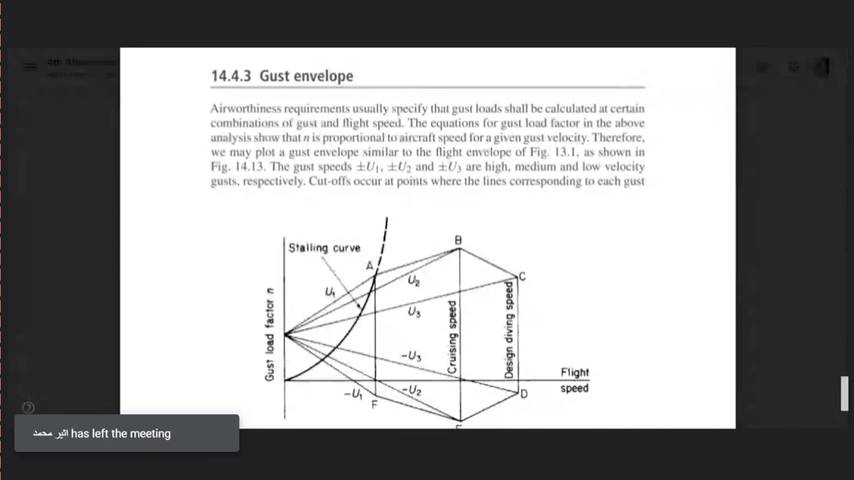 14.4.3 Gust envelope
Airworthiness requirements usually specify that gust loads shall be calculated at certain
combinations of gust and flight speed. The equations for gust load factor in the above
analysis show that n is proportional to aircraft speed for a given gust velocity. Therefore,
we may plot a gust envelope similar to the flight envelope of Fig. 13.1, as shown in
Fig. 14.13. The gust speeds ±U₁, ±U₂ and ±U₃ are high, medium and low velocity
gusts, respectively. Cut-offs occur at points where the lines corresponding to each gust
B
Stalling curve
A
C
U₂
U₁
U₃
Gust load factor n
Cruising speed
Design diving speed
−U₃
Flight
speed
−U₁
−U₂
D
F
اثير محمد has left the meeting